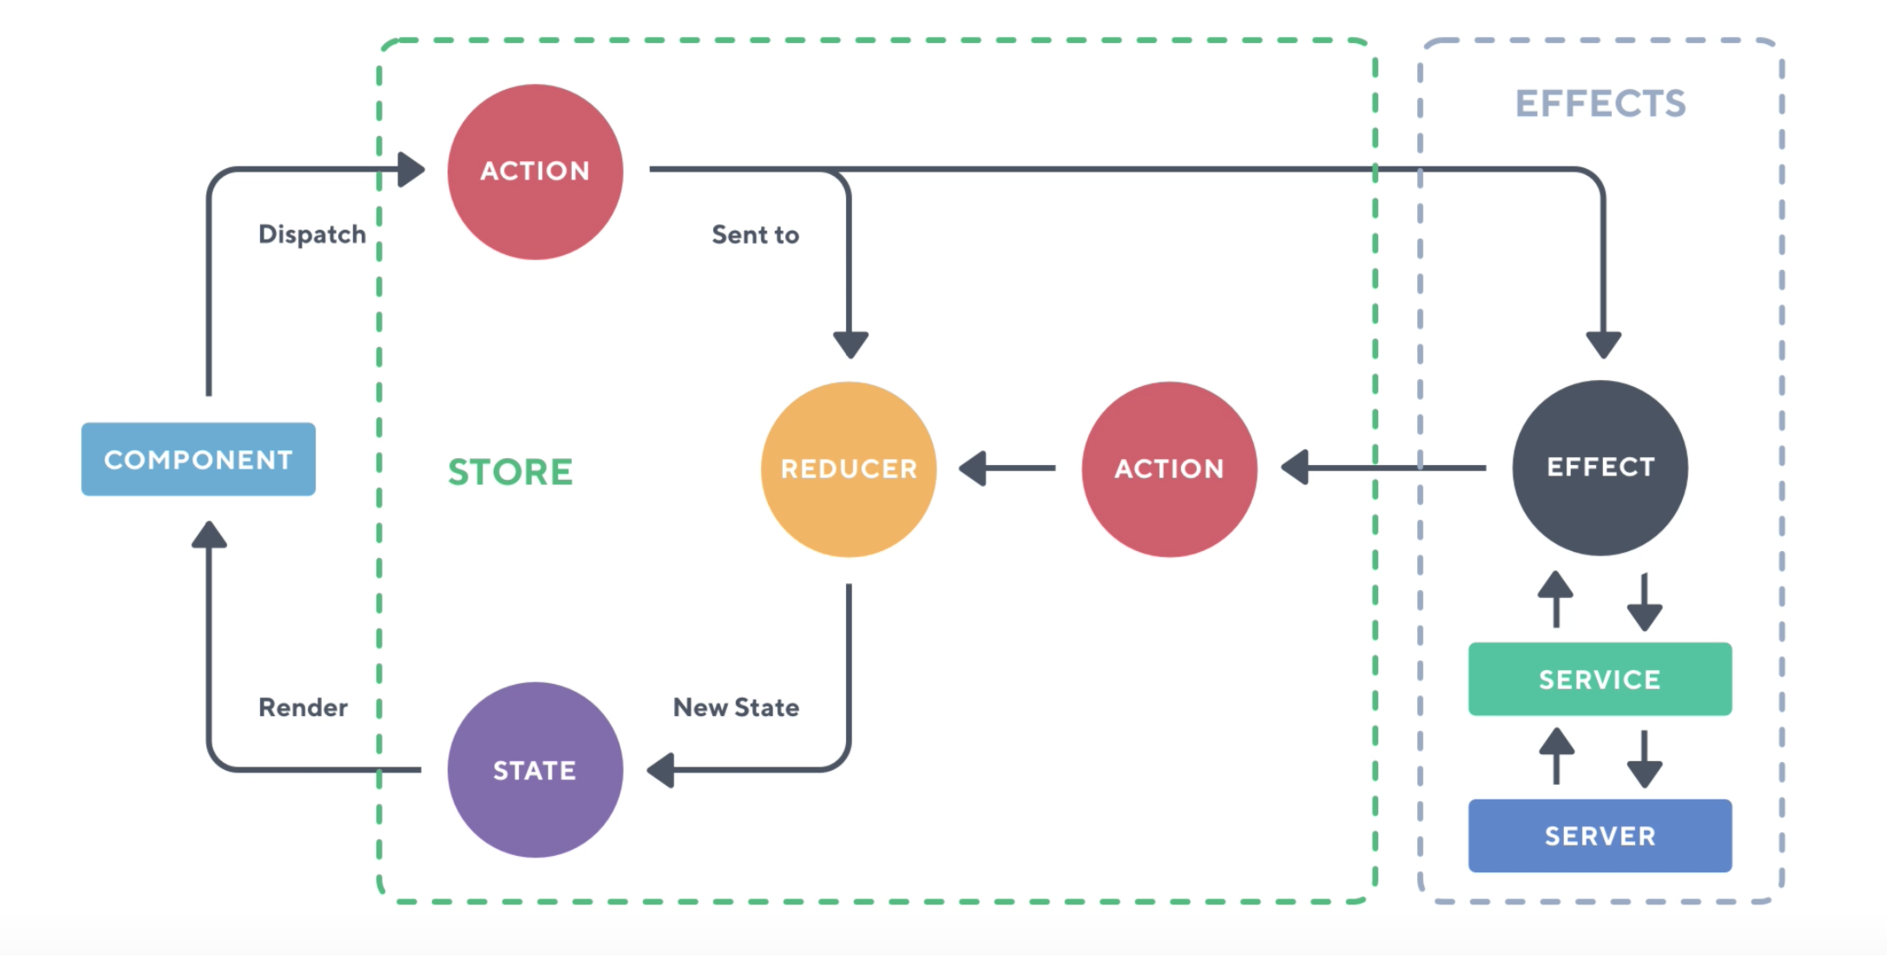 EFFECTS
ACTION
Dispatch
Sent to
COMPONENT
STORE
REDUCER
ACTION
EFFECT
SERVICE
Render
New State
STATE
SERVER